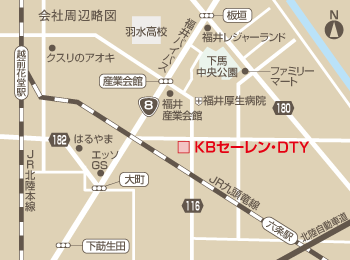 会社周辺略図
板垣
N
羽水高校
福井バイパス
福井レジャーランド
クスリのアオキ
下馬
中央公園
ファミリー
マート
越前花堂駅
産業会館
8
福井
産業会館
福井厚生病院
180
182
はるやま
エッソ
GS
KBセーレン・DTY
JR北陸本線
大町
JR九頭竜線
116
六条駅
北陸自動車道
下莇生田